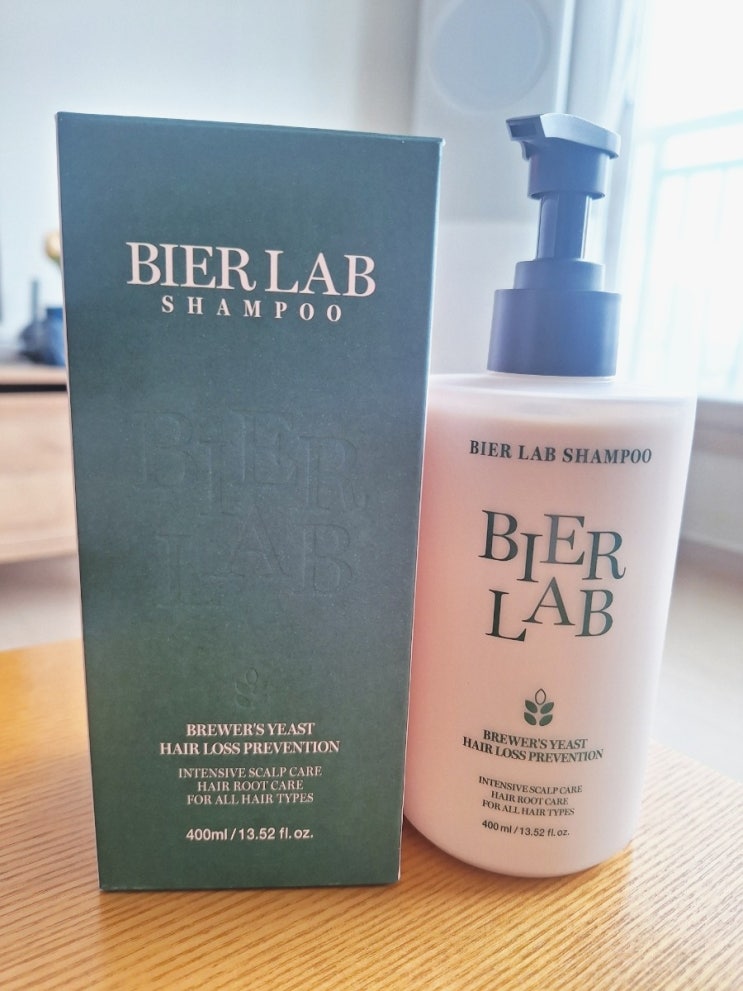 BIER LAB
SHAMPOO
BIER
LAB
BREWER'S YEAST
HAIR LOSS PREVENTION
INTENSIVE SCALP CARE
HAIR ROOT CARE
FOR ALL HAIR TYPES
400ml / 13.52 fl. oz.
BIER LAB SHAMPOO
BIER
LAB
BREWER'S YEAST
HAIR LOSS PREVENTION
INTENSIVE SCALP CARE
HAIR ROOT CARE
FOR ALL HAIR TYPES
400 ml / 13.52 fl. oz.